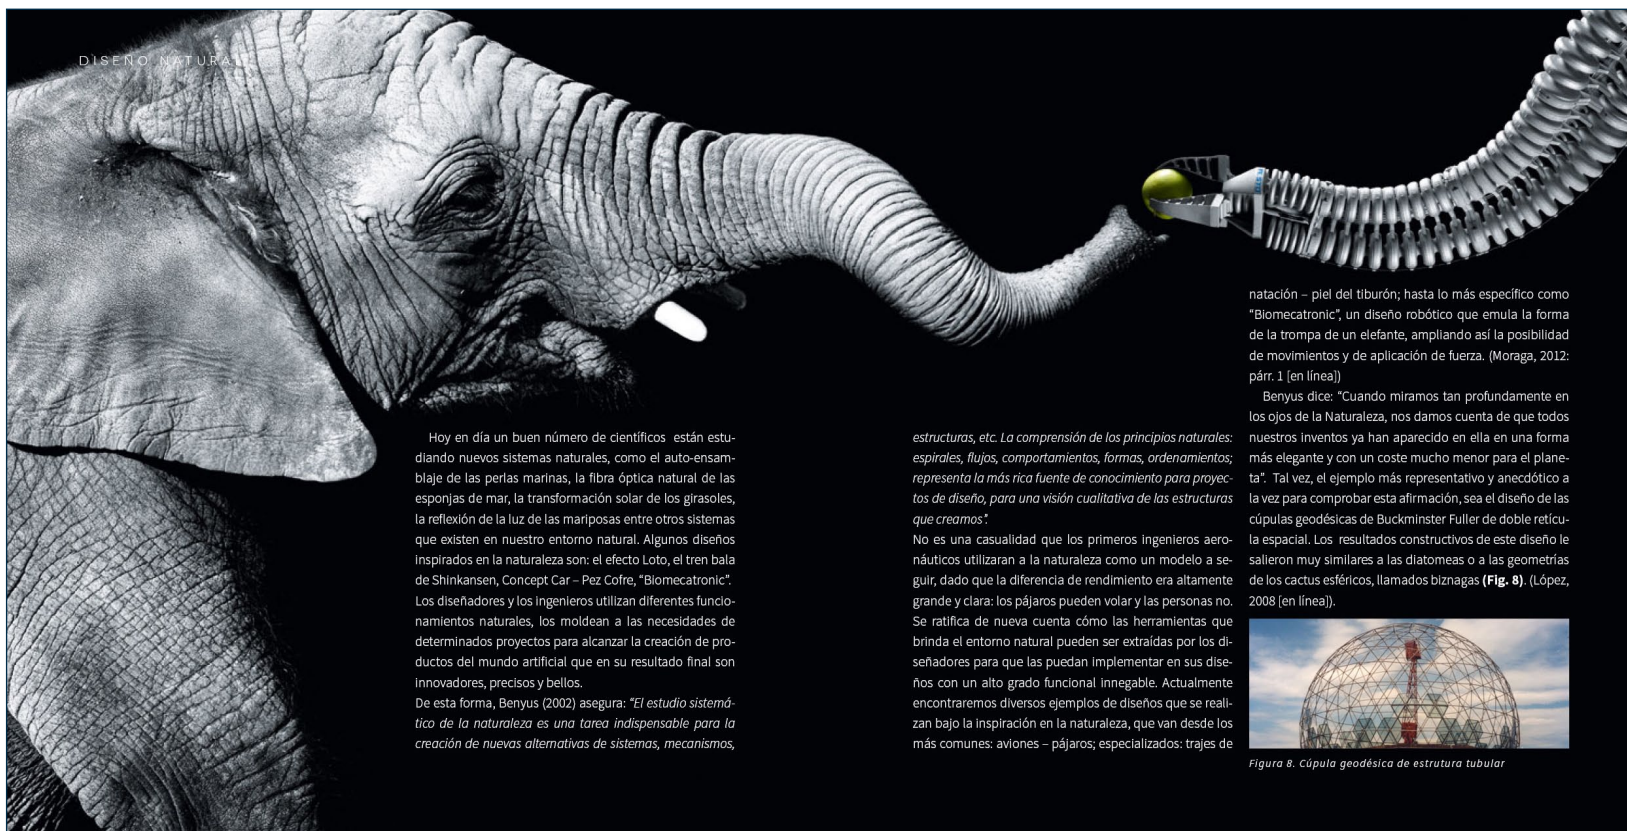 DISEÑO NATURAL
Hoy en día un buen número de científicos están estu-
diando nuevos sistemas naturales, como el auto-ensam-
blaje de las perlas marinas, la fibra óptica natural de las
esponjas de mar, la transformación solar de los girasoles,
la reflexión de la luz de las mariposas entre otros sistemas
que existen en nuestro entorno natural. Algunos diseños
inspirados en la naturaleza son: el efecto Loto, el tren bala
de Shinkansen, Concept Car – Pez Cofre, “Biomecatronic”.
Los diseñadores y los ingenieros utilizan diferentes funcio-
namientos naturales, los moldean a las necesidades de
determinados proyectos para alcanzar la creación de pro-
ductos del mundo artificial que en su resultado final son
innovadores, precisos y bellos.
De esta forma, Benyus (2002) asegura: “El estudio sistemá-
tico de la naturaleza es una tarea indispensable para la
creación de nuevas alternativas de sistemas, mecanismos,
estructuras, etc. La comprensión de los principios naturales:
espirales, flujos, comportamientos, formas, ordenamientos;
representa la más rica fuente de conocimiento para proyec-
tos de diseño, para una visión cualitativa de las estructuras
que creamos”.
No es una casualidad que los primeros ingenieros aero-
náuticos utilizaran a la naturaleza como un modelo a se-
guir, dado que la diferencia de rendimiento era altamente
grande y clara: los pájaros pueden volar y las personas no.
Se ratifica de nueva cuenta cómo las herramientas que
brinda el entorno natural pueden ser extraídas por los di-
señadores para que las puedan implementar en sus dise-
ños con un alto grado funcional innegable. Actualmente
encontraremos diversos ejemplos de diseños que se reali-
zan bajo la inspiración en la naturaleza, que van desde los
más comunes: aviones – pájaros; especializados: trajes de
natación – piel del tiburón; hasta lo más específico como
“Biomecatronic”, un diseño robótico que emula la forma
de la trompa de un elefante, ampliando así la posibilidad
de movimientos y de aplicación de fuerza. (Moraga, 2012:
párr. 1 [en línea])
Benyus dice: “Cuando miramos tan profundamente en
los ojos de la Naturaleza, nos damos cuenta de que todos
nuestros inventos ya han aparecido en ella en una forma
más elegante y con un coste mucho menor para el plane-
ta”. Tal vez, el ejemplo más representativo y anecdótico a
la vez para comprobar esta afirmación, sea el diseño de las
cúpulas geodésicas de Buckminster Fuller de doble retícu-
la espacial. Los resultados constructivos de este diseño le
salieron muy similares a las diatomeas o a las geometrías
de los cactus esféricos, llamados biznagas (Fig. 8). (López,
2008 [en línea]).
Figura 8. Cúpula geodésica de estrutura tubular